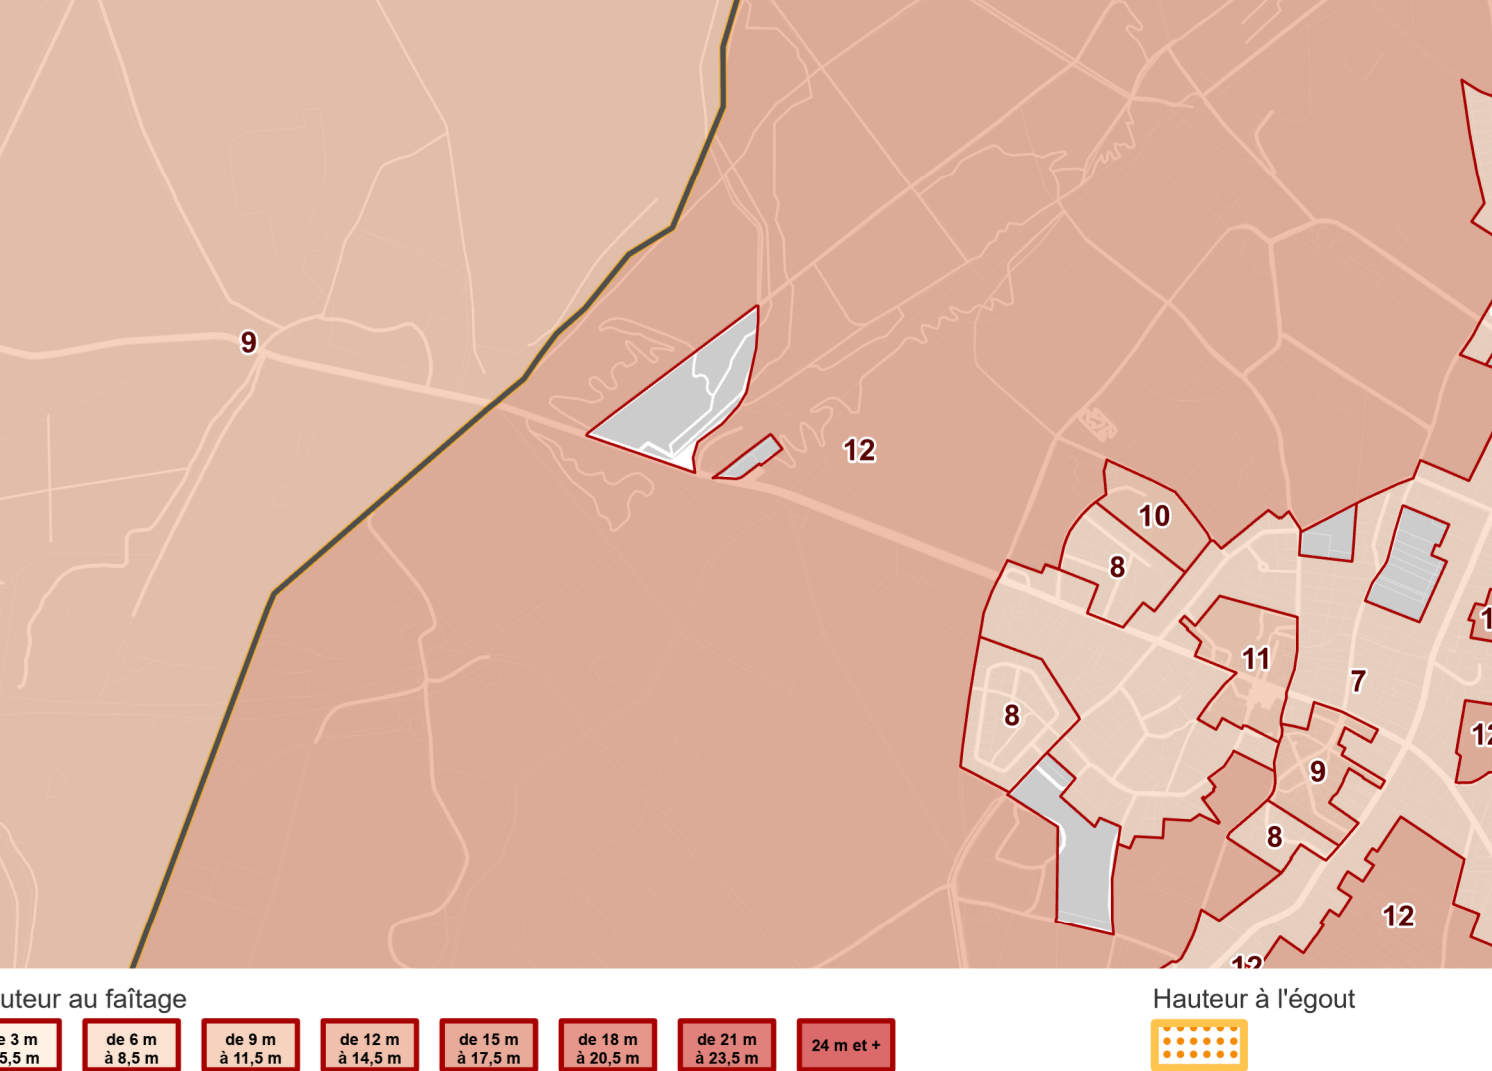 9
12
10
8
11
7
8
12
9
8
12
12
uteur au faîtage
Hauteur à l'égout
e 3 m
5,5 m
de 6 m
à 8,5 m
de 9 m
à 11,5 m
de 12 m
à 14,5 m
de 15 m
à 17,5 m
de 18 m
à 20,5 m
de 21 m
à 23,5 m
24 m et +